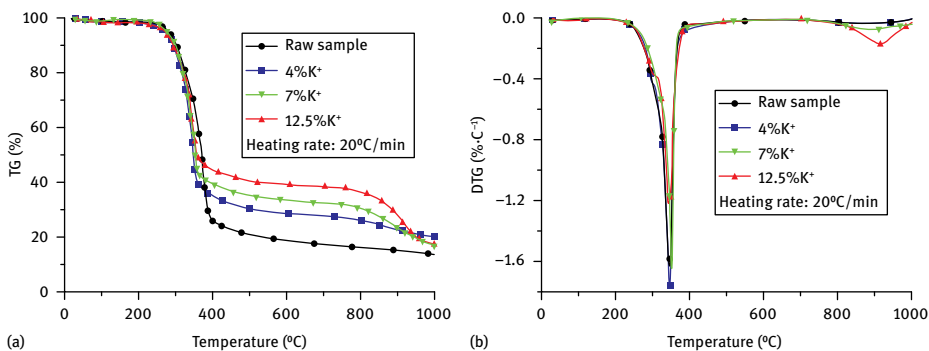 100
80
60
40
20
0
TG (%)
Raw sample
4%K+
7%K+
12.5%K+
Heating rate: 20ºC/min
0 200 400 600 800 1000
Temperature (ºC)
(a)
0.0
−0.4
−0.8
−1.2
−1.6
DTG (%·C⁻¹)
Raw sample
4%K⁺
7%K⁺
12.5%K⁺
Heating rate: 20ºC/min
0 200 400 600 800 1000
Temperature (ºC)
(b)